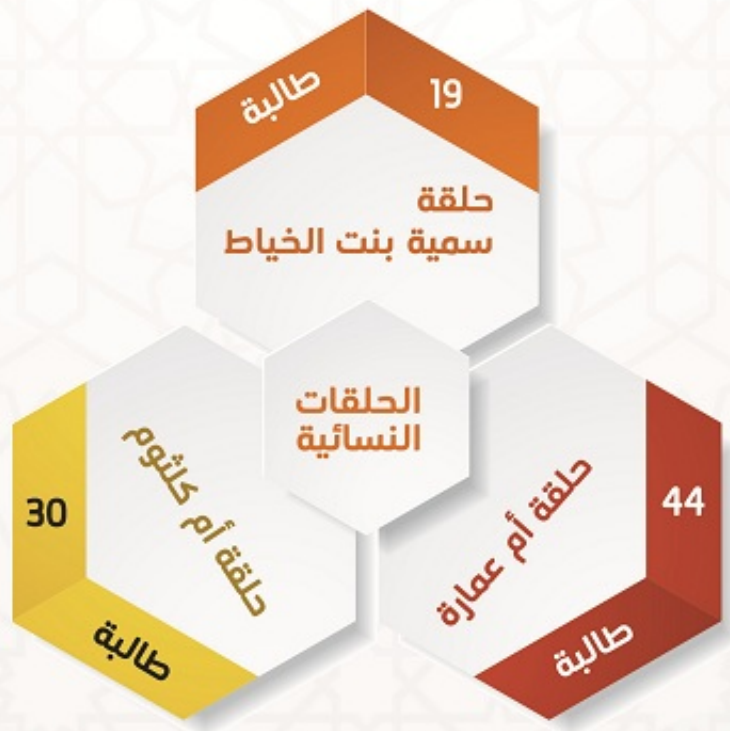 19
طالبة
حلقة
سمية بنت الخياط
الحلقات
النسائية
حلقة أم عمارة
44
طالبة
حلقة أم كلثوم
30
طالبة